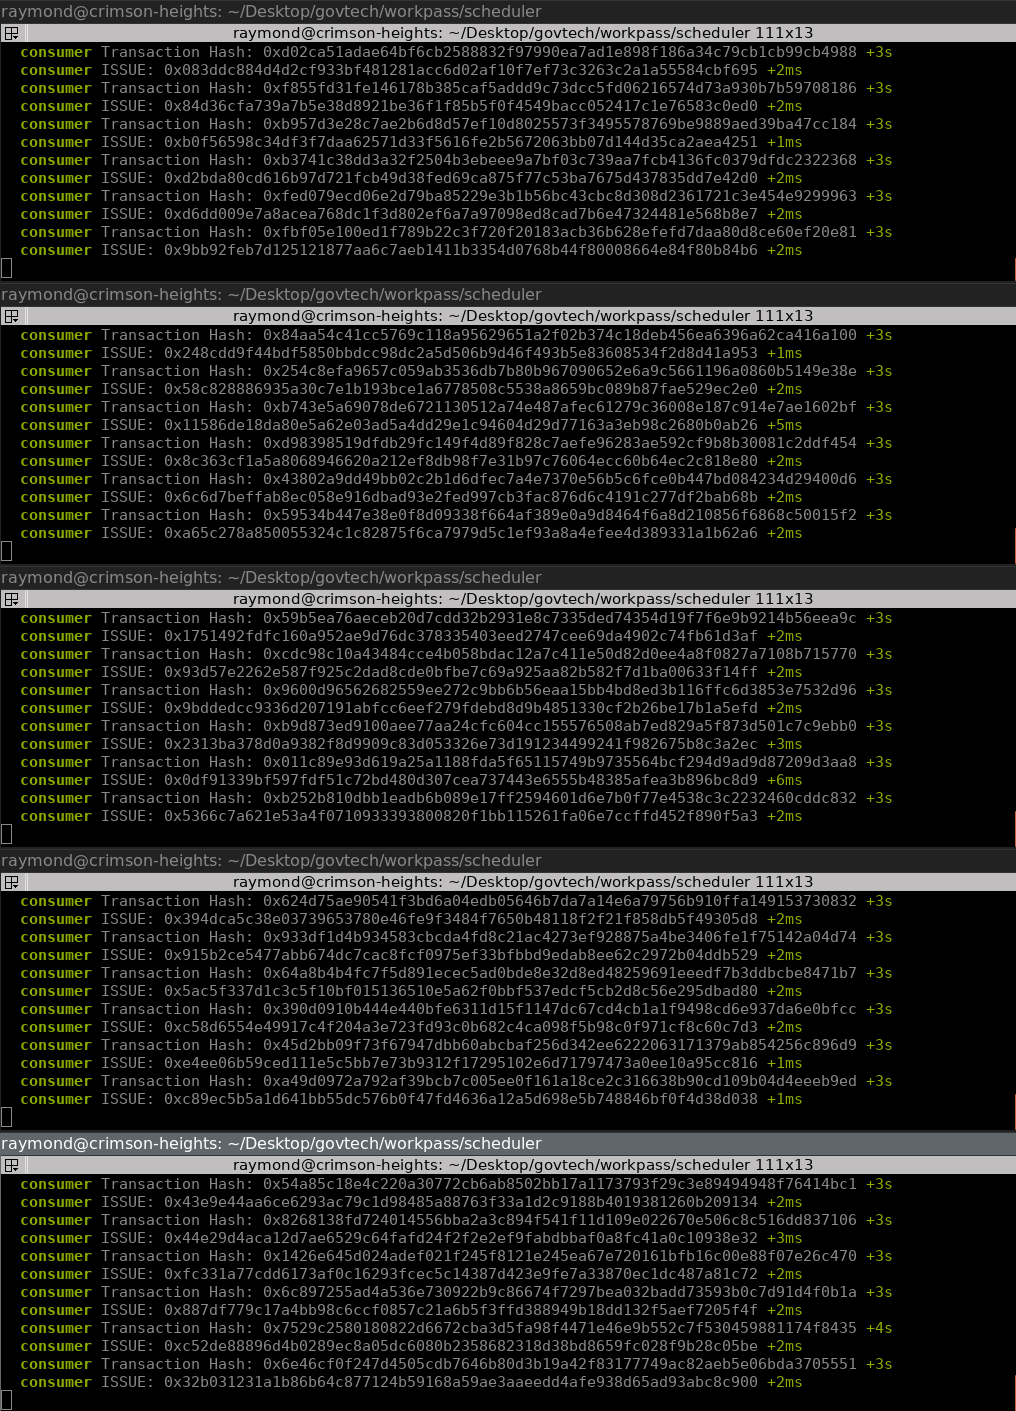 raymond@crimson-heights: ~/Desktop/govtech/workpass/scheduler
raymond@crimson-heights: ~/Desktop/govtech/workpass/scheduler 111x13
consumer Transaction Hash: 0xd02ca51adae64bf6cb2588832f97990ea7ad1e898f186a34c79cb1cb99cb4988 +3s
consumer ISSUE: 0x083ddc884d4d2cf933bf481281acc6d02af10f7ef73c3263c2a1a55584cbf695 +2ms
consumer Transaction Hash: 0xf855fd31fe146178b385caf5addd9c73dcc5fd06216574d73a930b7b59708186 +3s
consumer ISSUE: 0x84d36cfa739a7b5e38d8921be36f1f85b5f0f4549bacc052417c1e76583c0ed0 +2ms
consumer Transaction Hash: 0xb957d3e28c7ae2b6d8d57ef10d8025573f3495578769be9889aed39ba47cc184 +3s
consumer ISSUE: 0xb0f56598c34df3f7daa62571d33f5616fe2b5672063bb07d144d35ca2aea4251 +1ms
consumer Transaction Hash: 0xb3741c38dd3a32f2504b3ebeee9a7bf03c739aa7fcb4136fc0379dfdc2322368 +3s
consumer ISSUE: 0xd2bda80cd616b97d721fcb49d38fed69ca875f77c53ba7675d437835dd7e42d0 +2ms
consumer Transaction Hash: 0xfed079ecd06e2d79ba85229e3b1b56bc43cbc8d308d2361721c3e454e9299963 +3s
consumer ISSUE: 0xd6dd009e7a8acea768dc1f3d802ef6a7a97098ed8cad7b6e47324481e568b8e7 +2ms
consumer Transaction Hash: 0xfbf05e100ed1f789b22c3f720f20183acb36b628efefd7daa80d8ce60ef20e81 +3s
consumer ISSUE: 0x9bb92feb7d125121877aa6c7aeb1411b3354d0768b44f80008664e84f80b84b6 +2ms
raymond@crimson-heights: ~/Desktop/govtech/workpass/scheduler
raymond@crimson-heights: ~/Desktop/govtech/workpass/scheduler 111x13
consumer Transaction Hash: 0x84aa54c41cc5769c118a95629651a2f02b374c18deb456ea6396a62ca416a100 +3s
consumer ISSUE: 0x248cdd9f44bdf5850bbdcc98dc2a5d506b9d46f493b5e83608534f2d8d41a953 +1ms
consumer Transaction Hash: 0x254c8efa9657c059ab3536db7b80b967090652e6a9c5661196a0860b5149e38e +3s
consumer ISSUE: 0x58c828886935a30c7e1b193bce1a6778508c5538a8659bc089b87fae529ec2e0 +2ms
consumer Transaction Hash: 0xb743e5a69078de6721130512a74e487afec61279c36008e187c914e7ae1602bf +3s
consumer ISSUE: 0x11586de18da80e5a62e03ad5a4dd29e1c94604d29d77163a3eb98c2680b0ab26 +5ms
consumer Transaction Hash: 0xd98398519dfdb29fc149f4d89f828c7aefe96283ae592cf9b8b30081c2ddf454 +3s
consumer ISSUE: 0x8c363cf1a5a8068946620a212ef8db98f7e31b97c76064ecc60b64ec2c818e80 +2ms
consumer Transaction Hash: 0x43802a9dd49bb02c2b1d6dfec7a4e7370e56b5c6fce0b447bd084234d29400d6 +3s
consumer ISSUE: 0x6c6d7beffab8ec058e916dbad93e2fed997cb3fac876d6c4191c277df2bab68b +2ms
consumer Transaction Hash: 0x59534b447e38e0f8d09338f664af389e0a9d8464f6a8d210856f6868c50015f2 +3s
consumer ISSUE: 0xa65c278a850055324c1c82875f6ca7979d5c1ef93a8a4efee4d389331a1b62a6 +2ms
raymond@crimson-heights: ~/Desktop/govtech/workpass/scheduler
raymond@crimson-heights: ~/Desktop/govtech/workpass/scheduler 111x13
consumer Transaction Hash: 0x59b5ea76aeceb20d7cdd32b2931e8c7335ded74354d19f7f6e9b9214b56eea9c +3s
consumer ISSUE: 0x1751492fdfc160a952ae9d76dc378335403eed2747cee69da4902c74fb61d3af +2ms
consumer Transaction Hash: 0xcdc98c10a43484cce4b058bdac12a7c411e50d82d0ee4a8f0827a7108b715770 +3s
consumer ISSUE: 0x93d57e2262e587f925c2dad8cde0bfbe7c69a925aa82b582f7d1ba00633f14ff +2ms
consumer Transaction Hash: 0x9600d96562682559ee272c9bb6b56eaa15bb4bd8ed3b116ffc6d3853e7532d96 +3s
consumer ISSUE: 0x9bddedcc9336d207191abfcc6eef279fdebd8d9b4851330cf2b26be17b1a5efd +2ms
consumer Transaction Hash: 0xb9d873ed9100aee77aa24cfc604cc155576508ab7ed829a5f873d501c7c9ebb0 +3s
consumer ISSUE: 0x2313ba378d0a9382f8d9909c83d053326e73d191234499241f982675b8c3a2ec +3ms
consumer Transaction Hash: 0x011c89e93d619a25a1188fda5f65115749b9735564bcf294d9ad9d87209d3aa8 +3s
consumer ISSUE: 0x0df91339bf597fdf51c72bd480d307cea737443e6555b48385afea3b896bc8d9 +6ms
consumer Transaction Hash: 0xb252b810dbb1eadb6b089e17ff2594601d6e7b0f77e4538c3c2232460cddc832 +3s
consumer ISSUE: 0x5366c7a621e53a4f0710933393800820f1bb115261fa06e7ccffd452f890f5a3 +2ms
raymond@crimson-heights: ~/Desktop/govtech/workpass/scheduler
raymond@crimson-heights: ~/Desktop/govtech/workpass/scheduler 111x13
consumer Transaction Hash: 0x624d75ae90541f3bd6a04edb05646b7da7a14e6a79756b910ffa149153730832 +3s
consumer ISSUE: 0x394dca5c38e03739653780e46fe9f3484f7650b48118f2f21f858db5f49305d8 +2ms
consumer Transaction Hash: 0x933df1d4b934583cbcda4fd8c21ac4273ef928875a4be3406fe1f75142a04d74 +3s
consumer ISSUE: 0x915b2ce5477abb674dc7cac8fcf0975ef33bfbbd9edab8ee62c2972b04ddb529 +2ms
consumer Transaction Hash: 0x64a8b4b4fc7f5d891ecec5ad0bde8e32d8ed48259691eeedf7b3ddbcbe8471b7 +3s
consumer ISSUE: 0x5ac5f337d1c3c5f10bf015136510e5a62f0bbf537edcf5cb2d8c56e295dbad80 +2ms
consumer Transaction Hash: 0x390d0910b444e440bfe6311d15f1147dc67cd4cb1a1f9498cd6e937da6e0bfcc +3s
consumer ISSUE: 0xc58d6554e49917c4f204a3e723fd93c0b682c4ca098f5b98c0f971cf8c60c7d3 +2ms
consumer Transaction Hash: 0x45d2bb09f73f67947dbb60abcbaf256d342ee6222063171379ab854256c896d9 +3s
consumer ISSUE: 0xe4ee06b59ced111e5c5bb7e73b9312f17295102e6d71797473a0ee10a95cc816 +1ms
consumer Transaction Hash: 0xa49d0972a792af39bcb7c005ee0f161a18ce2c316638b90cd109b04d4eeeb9ed +3s
consumer ISSUE: 0xc89ec5b5a1d641bb55dc576b0f47fd4636a12a5d698e5b748846bf0f4d38d038 +1ms
raymond@crimson-heights: ~/Desktop/govtech/workpass/scheduler
raymond@crimson-heights: ~/Desktop/govtech/workpass/scheduler 111x13
consumer Transaction Hash: 0x54a85c18e4c220a30772cb6ab8502bb17a1173793f29c3e89494948f76414bc1 +3s
consumer ISSUE: 0x43e9e44aa6ce6293ac79c1d98485a88763f33a1d2c9188b4019381260b209134 +2ms
consumer Transaction Hash: 0x8268138fd724014556bba2a3c894f541f11d109e022670e506c8c516dd837106 +3s
consumer ISSUE: 0x44e29d4aca12d7ae6529c64fafd24f2f2e2ef9fabdbbaf0a8fc41a0c10938e32 +3ms
consumer Transaction Hash: 0x1426e645d024adef021f245f8121e245ea67e720161bfb16c00e88f07e26c470 +3s
consumer ISSUE: 0xfc331a77cdd6173af0c16293fcec5c14387d423e9fe7a33870ec1dc487a81c72 +2ms
consumer Transaction Hash: 0x6c897255ad4a536e730922b9c86674f7297bea032badd73593b0c7d91d4f0b1a +3s
consumer ISSUE: 0x887df779c17a4bb98c6ccf0857c21a6b5f3ffd388949b18dd132f5aef7205f4f +2ms
consumer Transaction Hash: 0x7529c2580180822d6672cba3d5fa98f4471e46e9b552c7f530459881174f8435 +4s
consumer ISSUE: 0xc52de88896d4b0289ec8a05dc6080b2358682318d38bd8659fc028f9b28c05be +2ms
consumer Transaction Hash: 0x6e46cf0f247d4505cdb7646b80d3b19a42f83177749ac82aeb5e06bda3705551 +3s
consumer ISSUE: 0x32b031231a1b86b64c877124b59168a59ae3aaeedd4afe938d65ad93abc8c900 +2ms